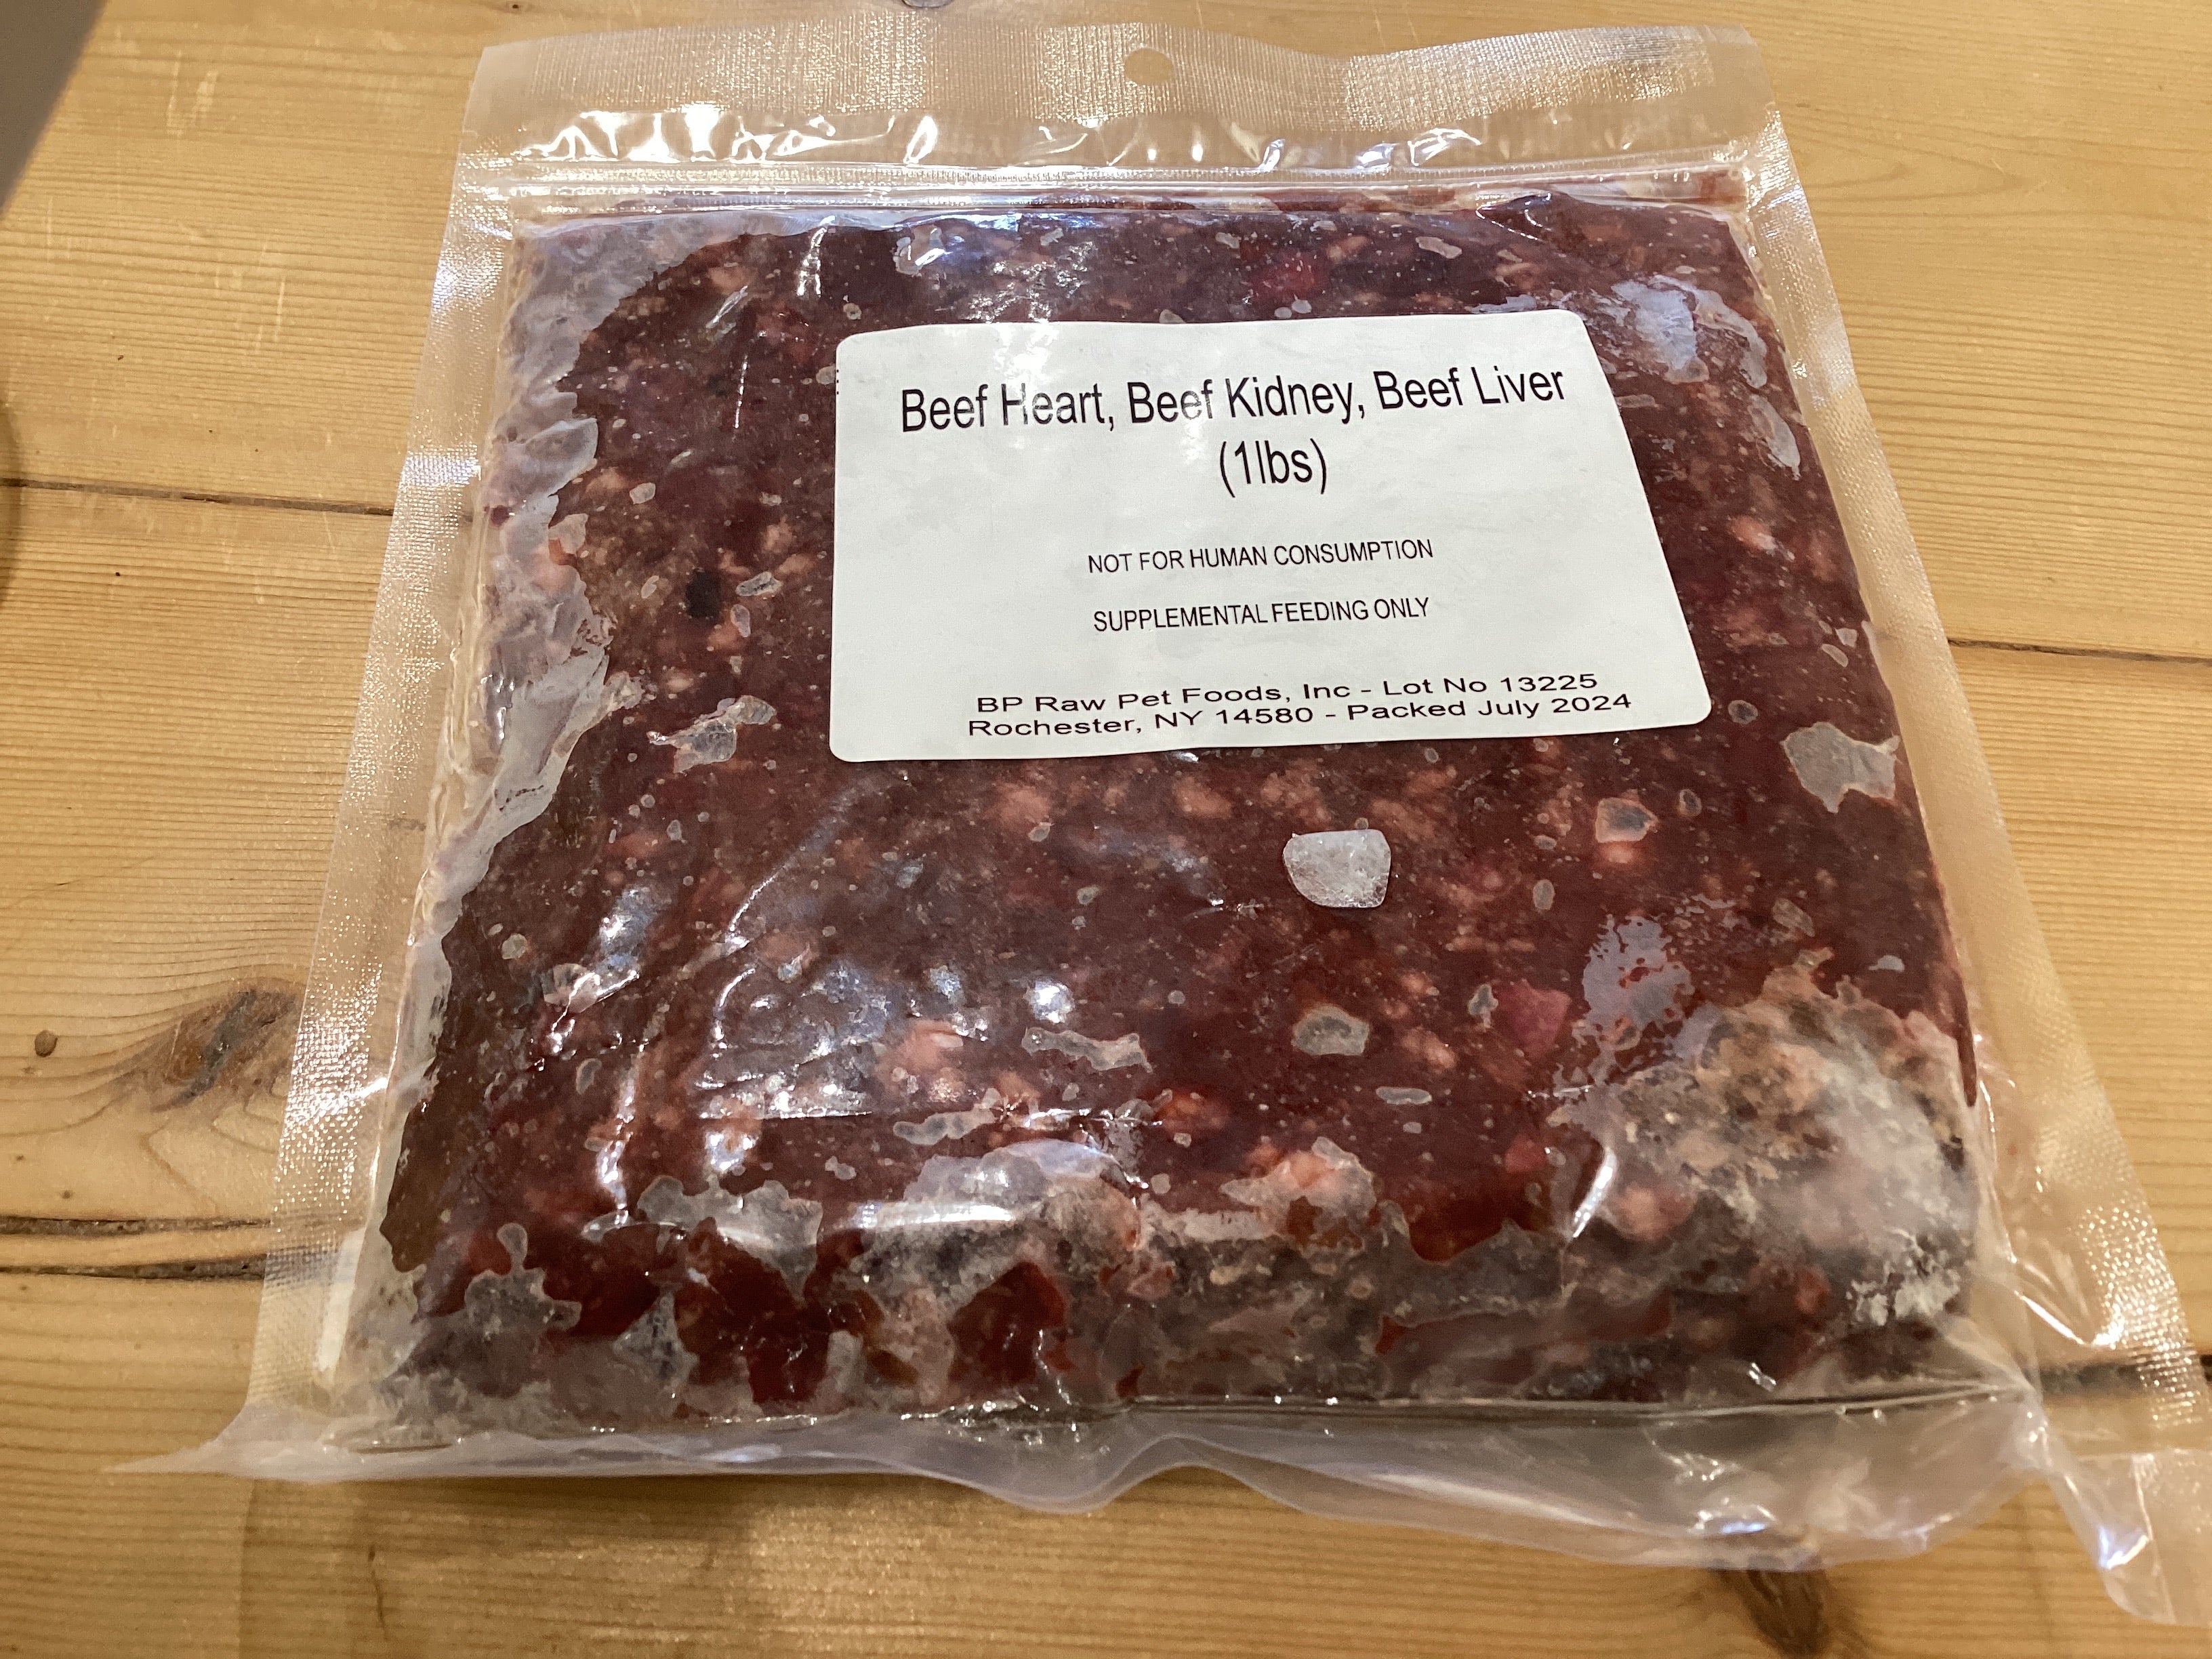 Beef Heart, Beef Kidney, Beef Liver
(1lbs)
NOT FOR HUMAN CONSUMPTION
SUPPLEMENTAL FEEDING ONLY
BP Raw Pet Foods, Inc - Lot No 13225
Rochester, NY 14580 - Packed July 2024